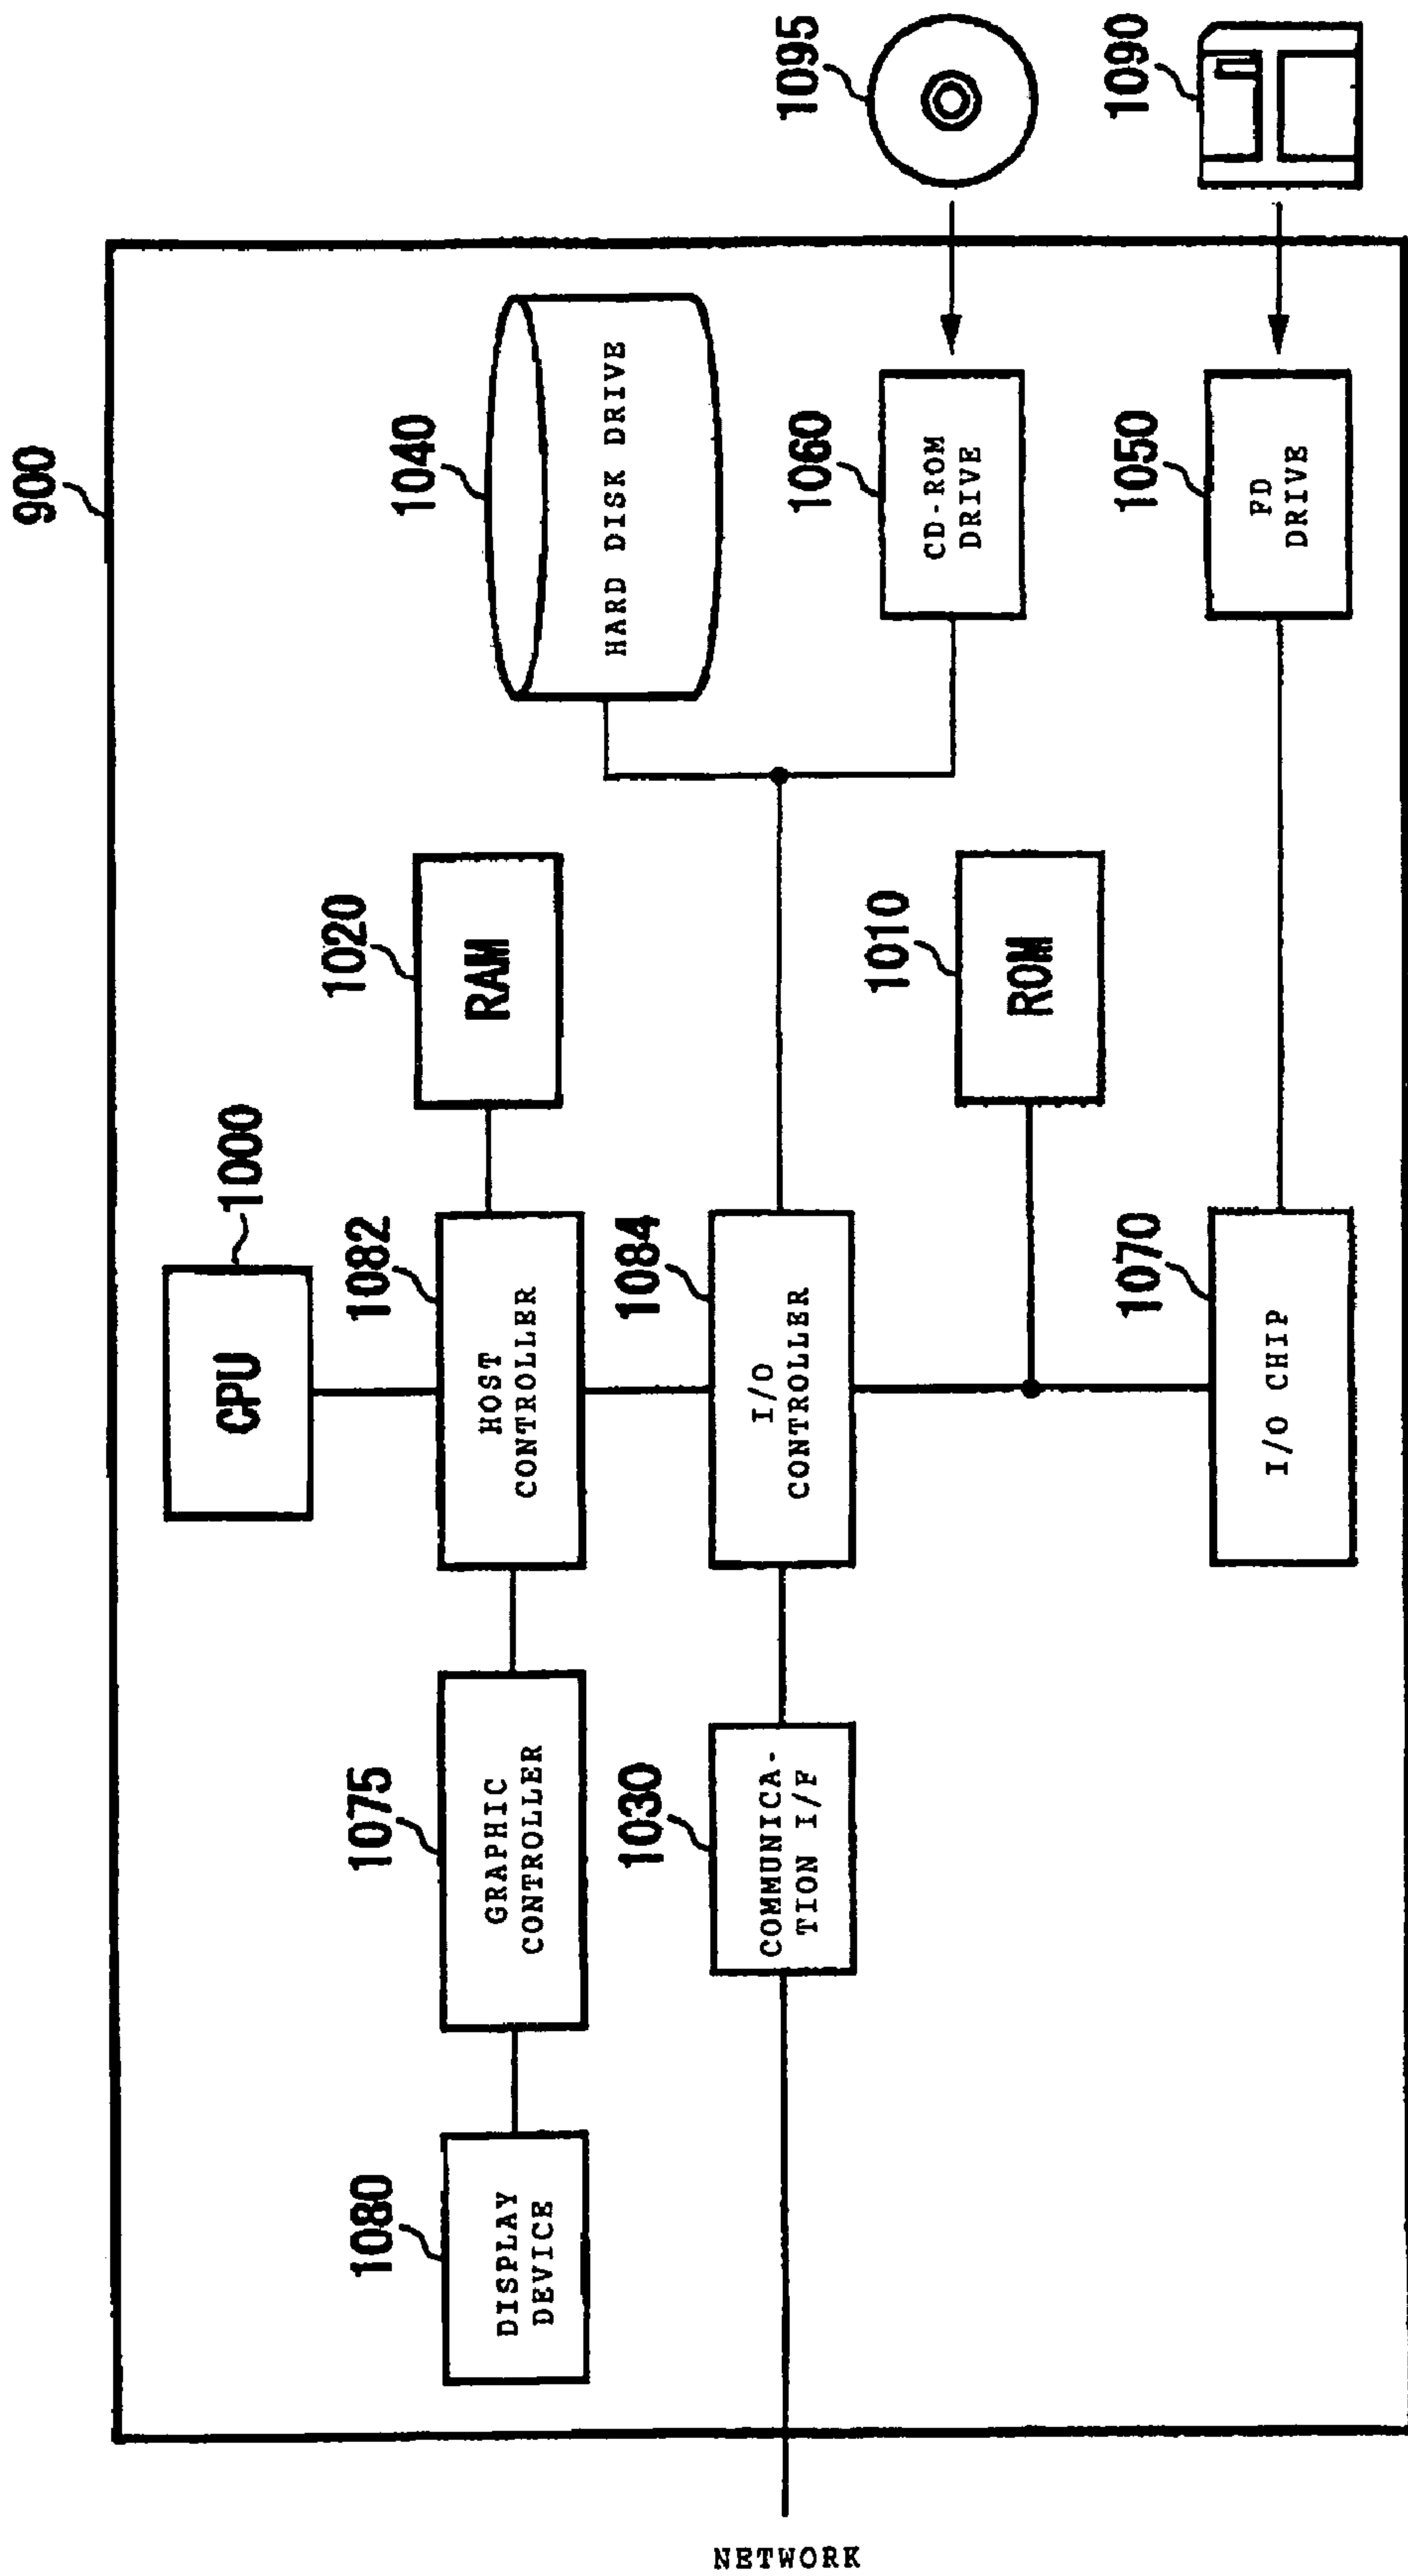 900
CPU
1000
1080
DISPLAY
DEVICE
1075
GRAPHIC
CONTROLLER
1082
HOST
CONTROLLER
1020
RAM
1040
HARD DISK DRIVE
NETWORK
1030
COMMUNICA-
TION I/F
1084
I/O
CONTROLLER
1060
CD-ROM
DRIVE
1095
1010
ROM
1070
I/O CHIP
1050
FD
DRIVE
1090